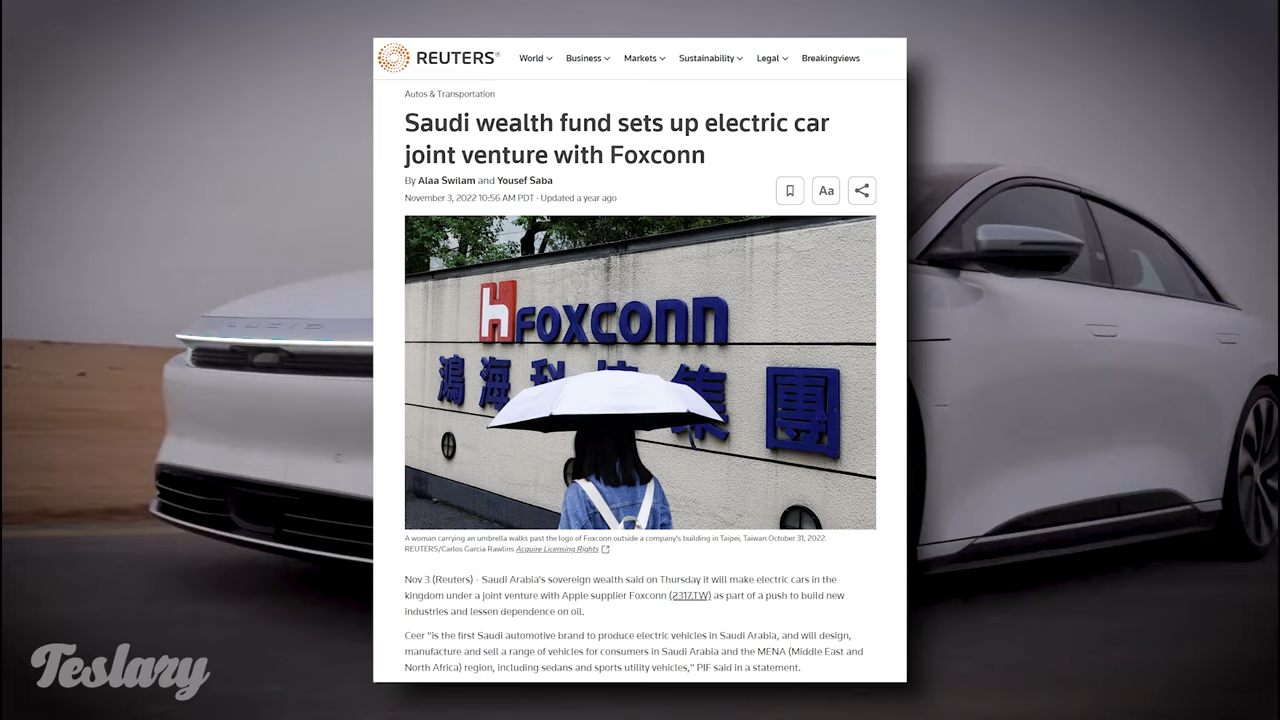 REUTERS®
World Business Markets Sustainability Legal Breakingviews
Autos & Transportation
Saudi wealth fund sets up electric car
joint venture with Foxconn
By Alaa Swilam and Yousef Saba
November 3, 2022 10:56 AM PDT · Updated a year ago
Aa
FOXCONN
鴻海科技集團
A woman carrying an umbrella walks past the logo of Foxconn outside a company's building in Taipei, Taiwan October 31, 2022.
REUTERS/Carlos Garcia Rawlins Acquire Licensing Rights
Nov 3 (Reuters) - Saudi Arabia's sovereign wealth said on Thursday it will make electric cars in the
kingdom under a joint venture with Apple supplier Foxconn (2317.TW) as part of a push to build new
industries and lessen dependence on oil.
Ceer "is the first Saudi automotive brand to produce electric vehicles in Saudi Arabia, and will design,
manufacture and sell a range of vehicles for consumers in Saudi Arabia and the MENA (Middle East and
North Africa) region, including sedans and sports utility vehicles," PIF said in a statement.
LUCID
Teslary